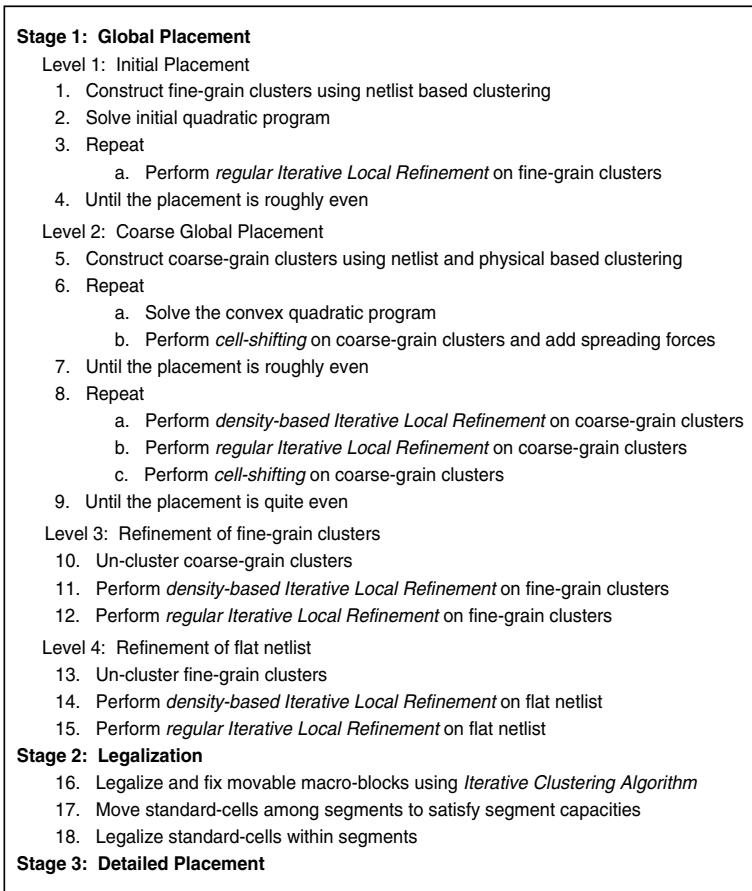 Stage 1: Global Placement
Level 1: Initial Placement
1. Construct fine-grain clusters using netlist based clustering
2. Solve initial quadratic program
3. Repeat
a. Perform regular Iterative Local Refinement on fine-grain clusters
4. Until the placement is roughly even
Level 2: Coarse Global Placement
5. Construct coarse-grain clusters using netlist and physical based clustering
6. Repeat
a. Solve the convex quadratic program
b. Perform cell-shifting on coarse-grain clusters and add spreading forces
7. Until the placement is roughly even
8. Repeat
a. Perform density-based Iterative Local Refinement on coarse-grain clusters
b. Perform regular Iterative Local Refinement on coarse-grain clusters
c. Perform cell-shifting on coarse-grain clusters
9. Until the placement is quite even
Level 3: Refinement of fine-grain clusters
10. Un-cluster coarse-grain clusters
11. Perform density-based Iterative Local Refinement on fine-grain clusters
12. Perform regular Iterative Local Refinement on fine-grain clusters
Level 4: Refinement of flat netlist
13. Un-cluster fine-grain clusters
14. Perform density-based Iterative Local Refinement on flat netlist
15. Perform regular Iterative Local Refinement on flat netlist
Stage 2: Legalization
16. Legalize and fix movable macro-blocks using Iterative Clustering Algorithm
17. Move standard-cells among segments to satisfy segment capacities
18. Legalize standard-cells within segments
Stage 3: Detailed Placement